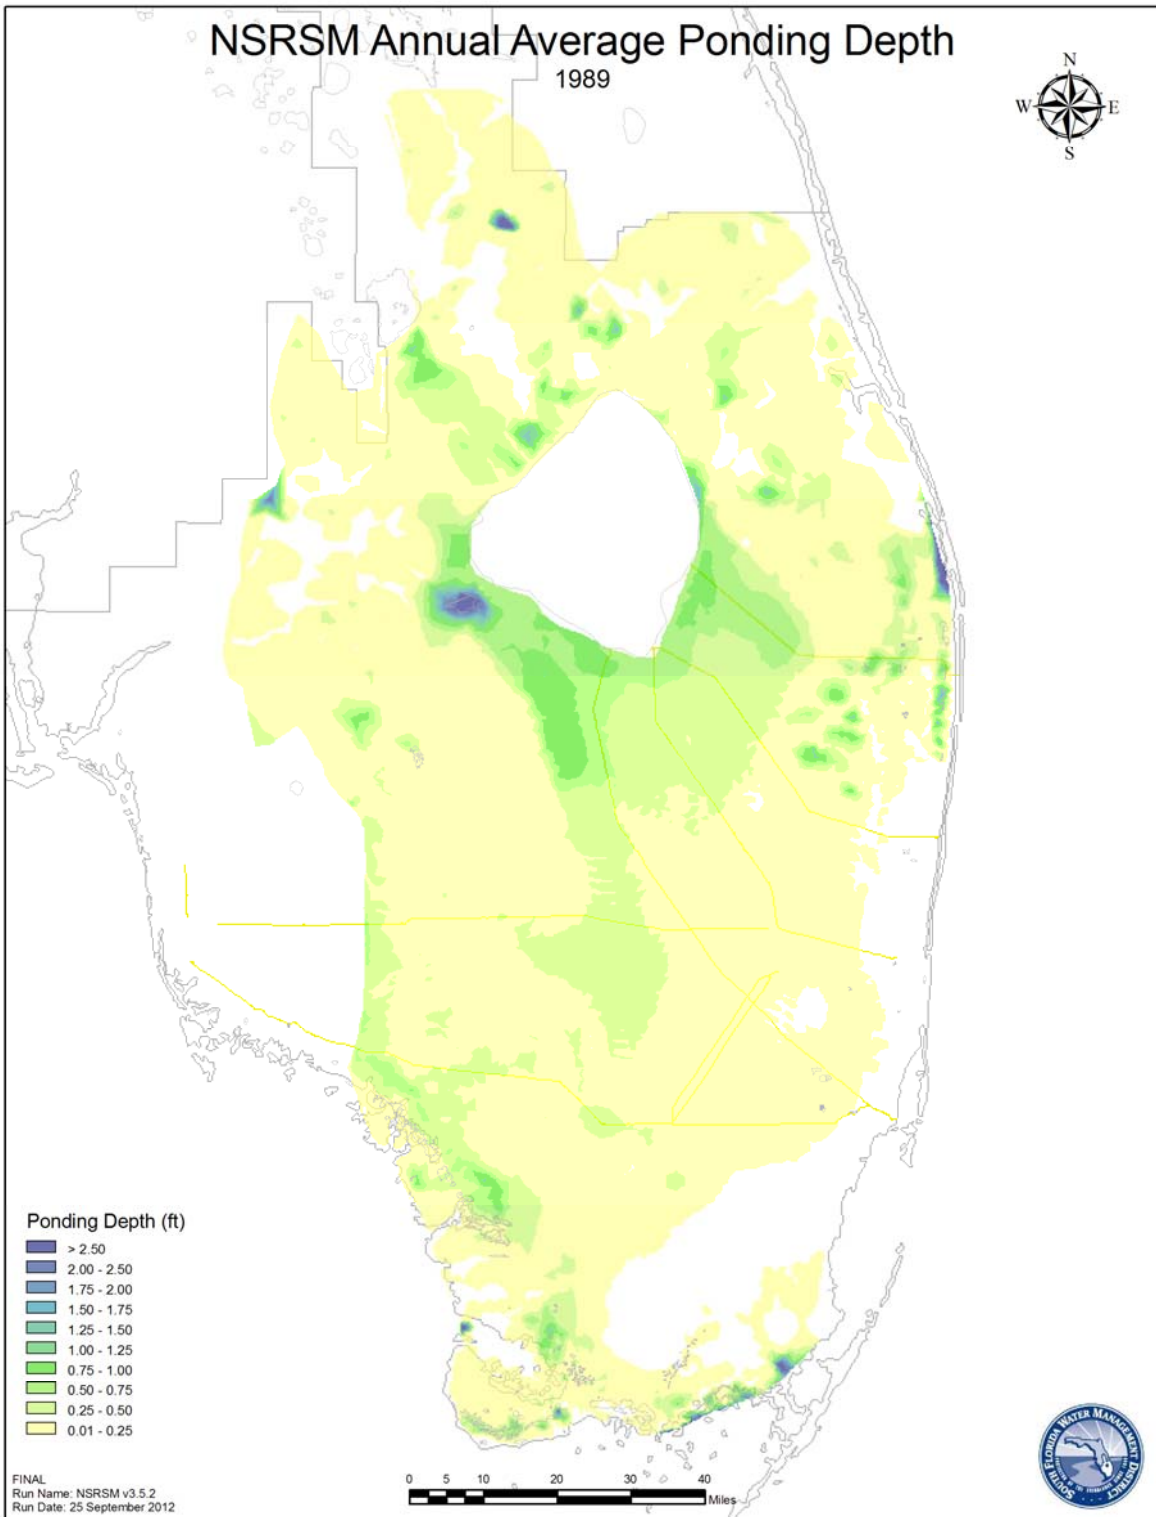 NSRSM Annual Average Ponding Depth
1989
N
W E
S
Ponding Depth (ft)
> 2.50
2.00 - 2.50
1.75 - 2.00
1.50 - 1.75
1.25 - 1.50
1.00 - 1.25
0.75 - 1.00
0.50 - 0.75
0.25 - 0.50
0.01 - 0.25
FINAL
Run Name: NSRSM v3.5.2
Run Date: 25 September 2012
0 5 10 20 30 40
Miles
SOUTH FLORIDA WATER MANAGEMENT DISTRICT